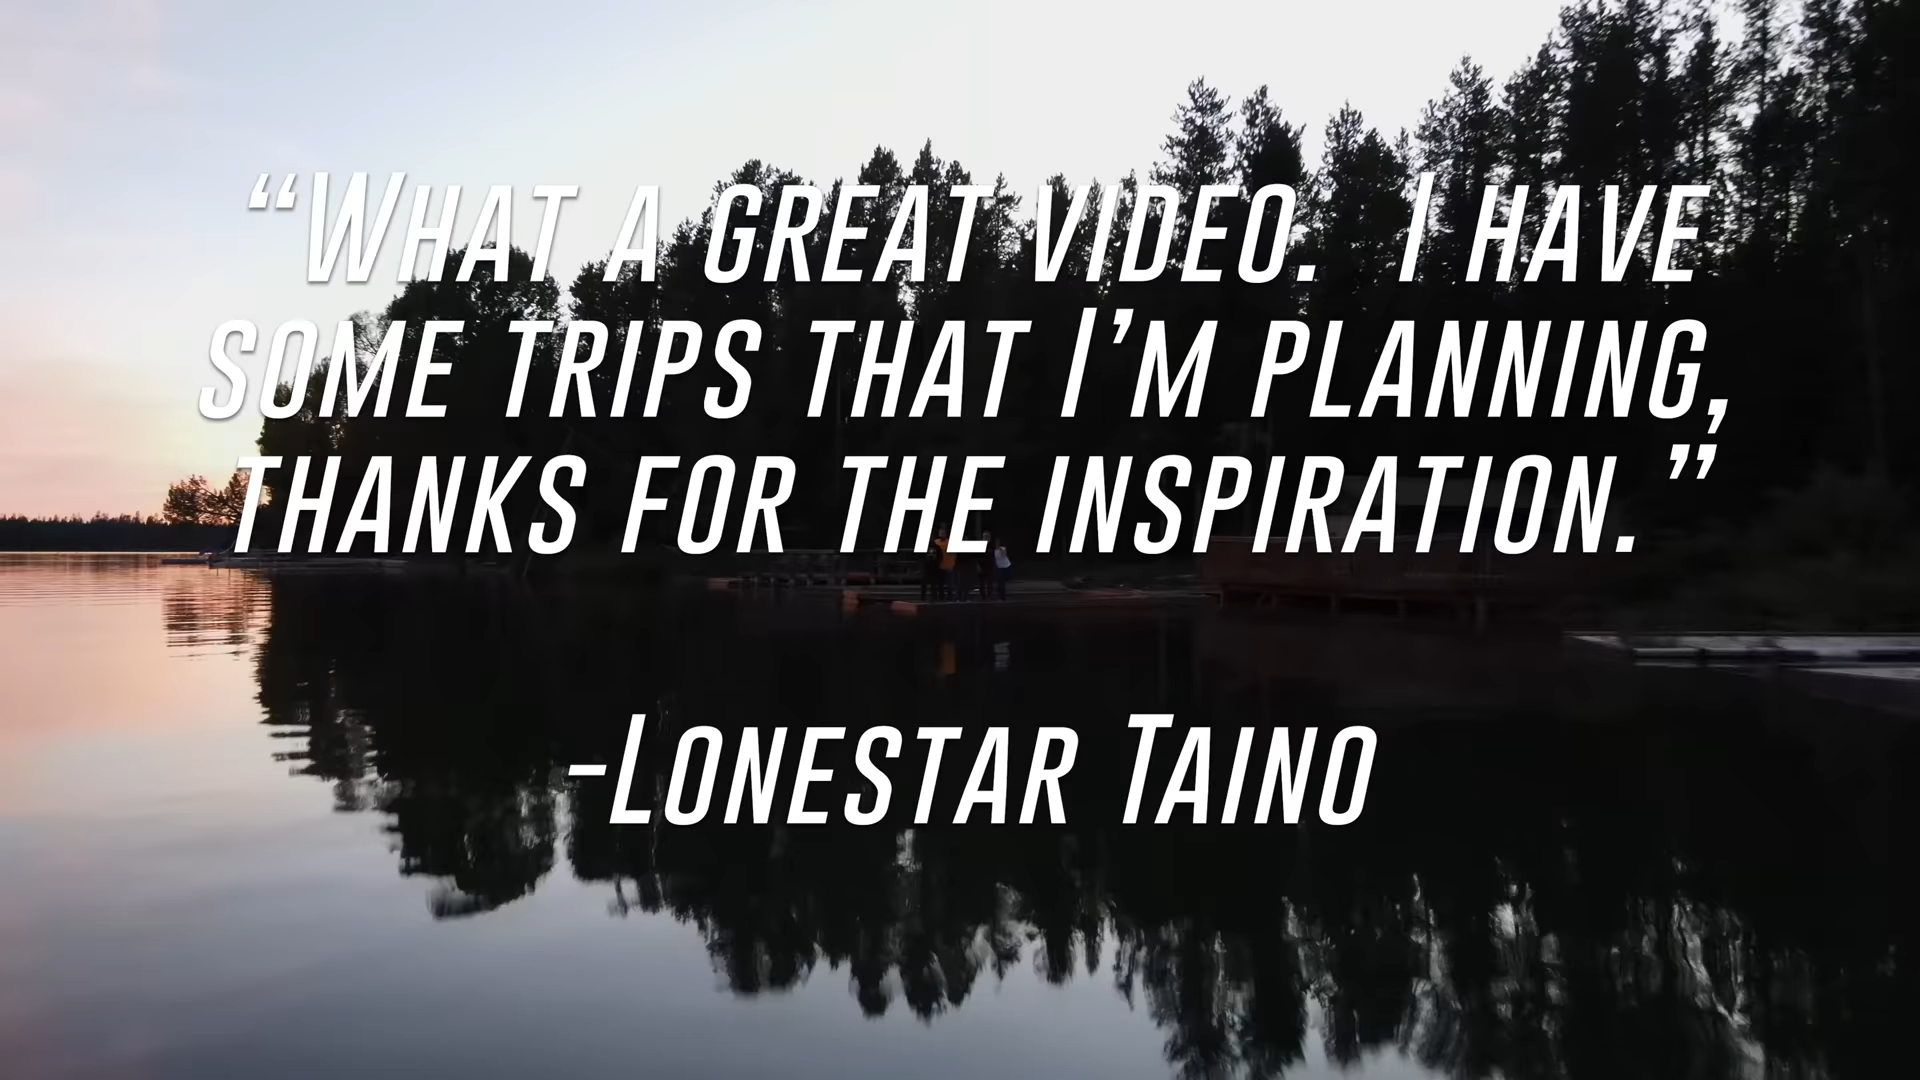 “What a great video.  I have
some trips that I’m planning,
thanks for the inspiration.”
-Lonestar Taino